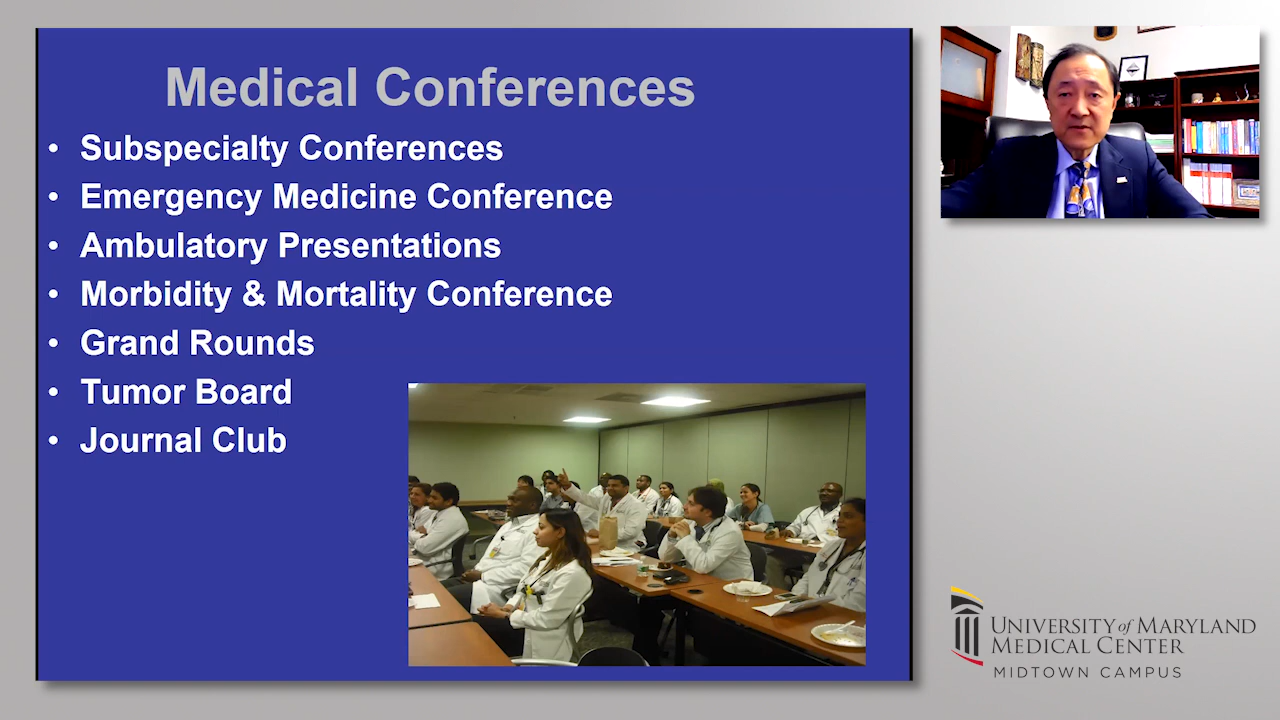 Medical Conferences
• Subspecialty Conferences
• Emergency Medicine Conference
• Ambulatory Presentations
• Morbidity & Mortality Conference
• Grand Rounds
• Tumor Board
• Journal Club
UNIVERSITY of MARYLAND
MEDICAL CENTER
MIDTOWN CAMPUS